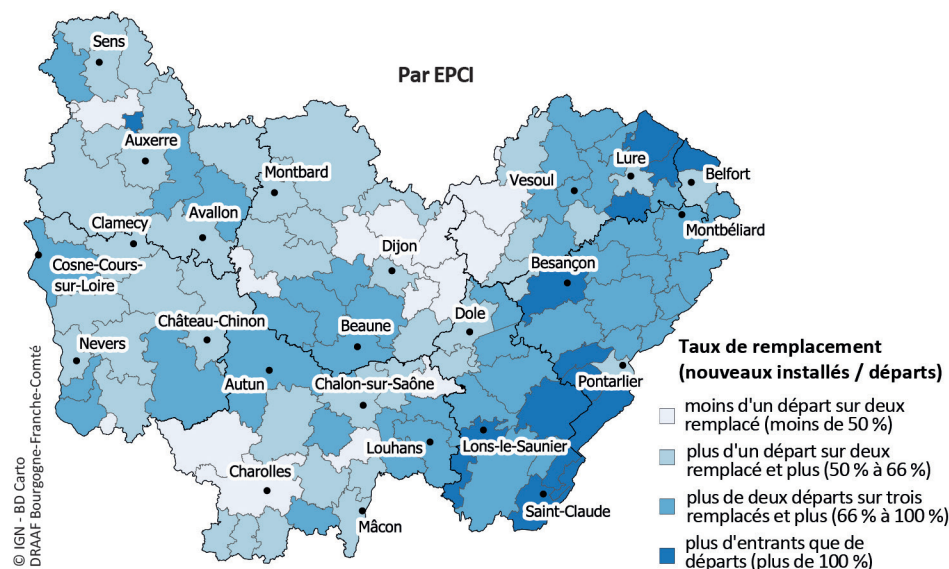 Par EPCI
Sens
Auxerre
Montbard
Vesoul
Lure
Belfort
Clamecy
Avallon
Dijon
Montbéliard
Cosne-Cours-
sur-Loire
Besançon
Château-Chinon
Beaune
Dole
Nevers
Autun
Chalon-sur-Saône
Pontarlier
Louhans
Lons-le-Saunier
Charolles
Mâcon
Saint-Claude
Taux de remplacement
(nouveaux installés / départs)
moins d'un départ sur deux
remplacé (moins de 50 %)
plus d'un départ sur deux
remplacé et plus (50 % à 66 %)
plus de deux départs sur trois
remplacés et plus (66 % à 100 %)
plus d'entrants que de
départs (plus de 100 %)
© IGN - BD Carto
DRAAF Bourgogne-Franche-Comté